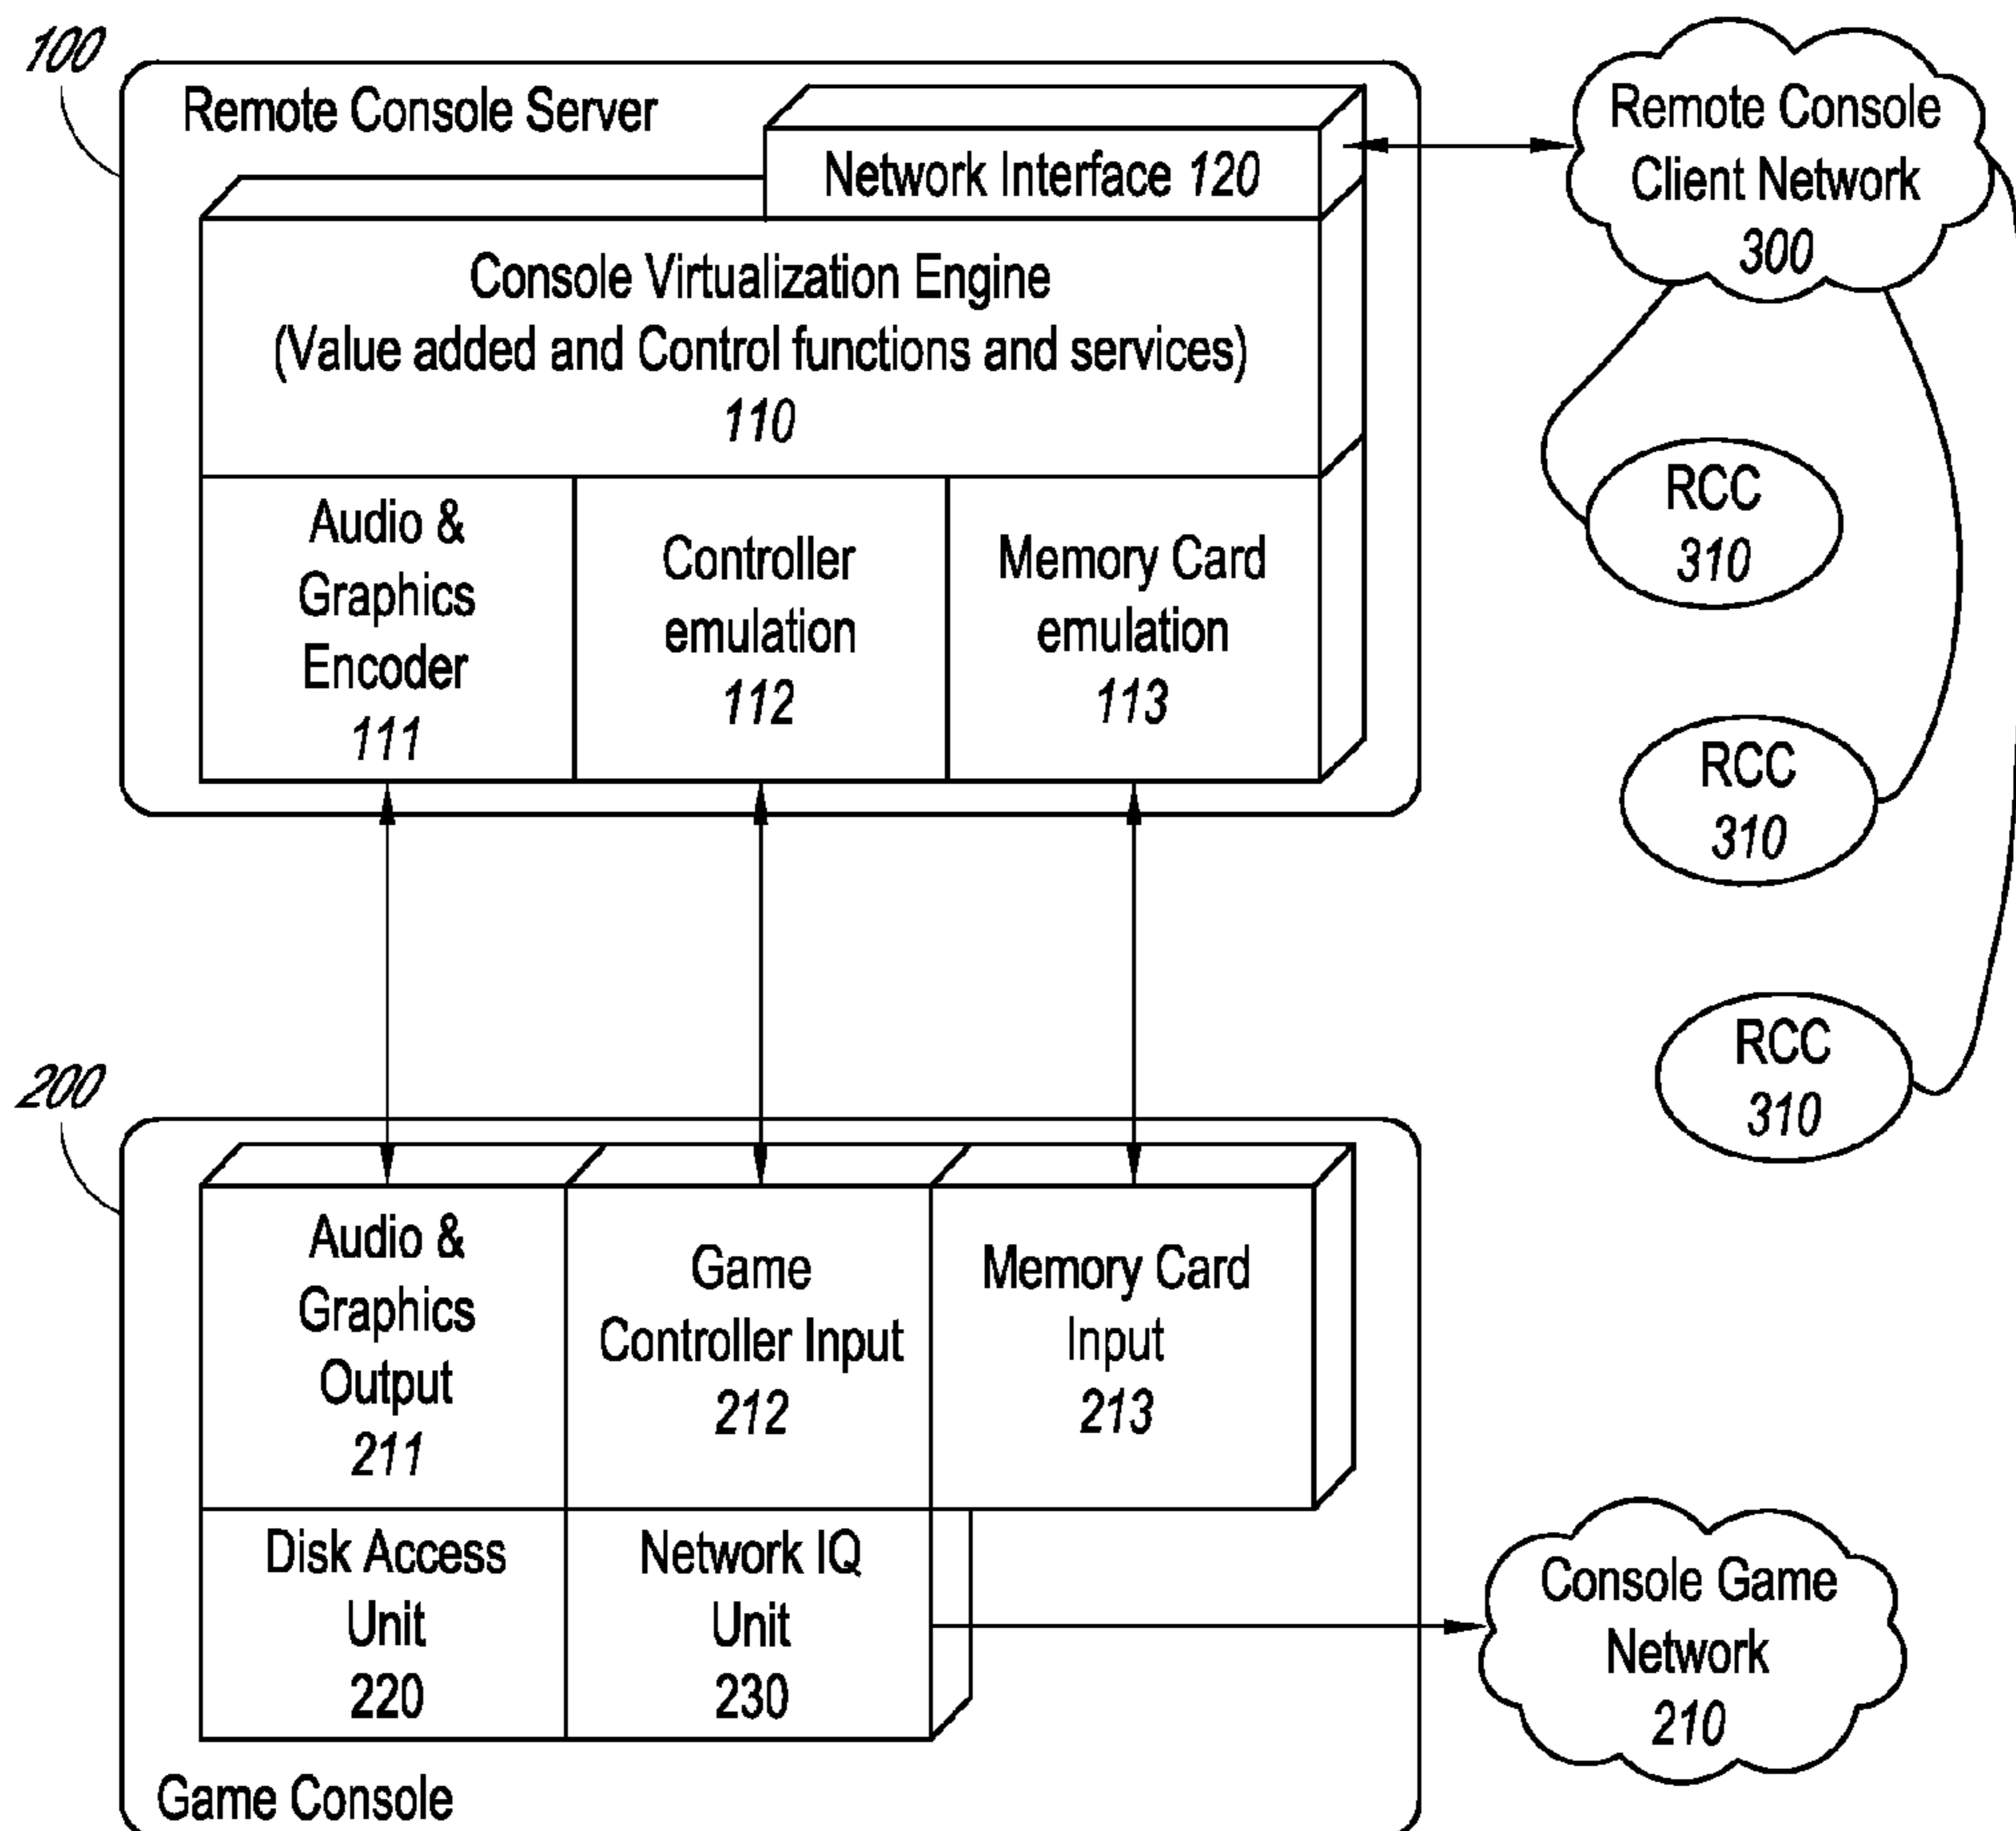 100
Remote Console Server
Network Interface 120
Console Virtualization Engine
(Value added and Control functions and services)
110
Audio &
Graphics
Encoder
111
Controller
emulation
112
Memory Card
emulation
113
Remote Console
Client Network
300
RCC
310
RCC
310
RCC
310
200
Audio &
Graphics
Output
211
Game
Controller Input
212
Memory Card
Input
213
Disk Access
Unit
220
Network IQ
Unit
230
Game Console
Console Game
Network
210